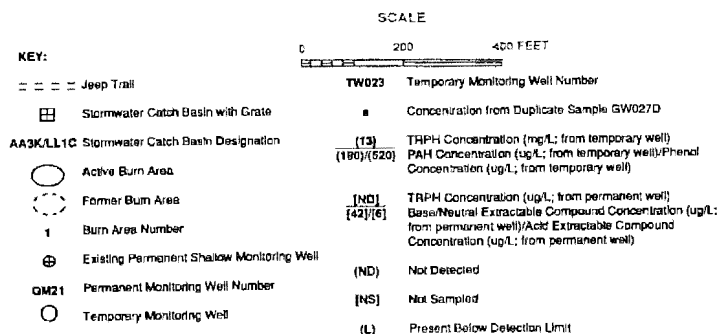 SCALE
0 200 400 FEET
KEY:
Jeep Trail
Stormwater Catch Basin with Grate
AA3K/LL1C Stormwater Catch Basin Designation
Active Burn Area
Former Burn Area
1 Burn Area Number
Existing Permanent Shallow Monitoring Well
QM21 Permanent Monitoring Well Number
Temporary Monitoring Well
TW023 Temporary Monitoring Well Number
a Concentration from Duplicate Sample GW027D
(13) TRPH Concentration (mg/L; from temporary well)
(180)/(520) PAH Concentration (ug/L; from temporary well)/Phenol
Concentration (ug/L; from temporary well)
[ND] TRPH Concentration (ug/L; from permanent well)
[42]/[6] Base/Neutral Extractable Compound Concentration (ug/L;
from permanent well)/Acid Extractable Compound
Concentration (ug/L; from permanent well)
(ND) Not Detected
[NS] Not Sampled
(L) Present Below Detection Limit